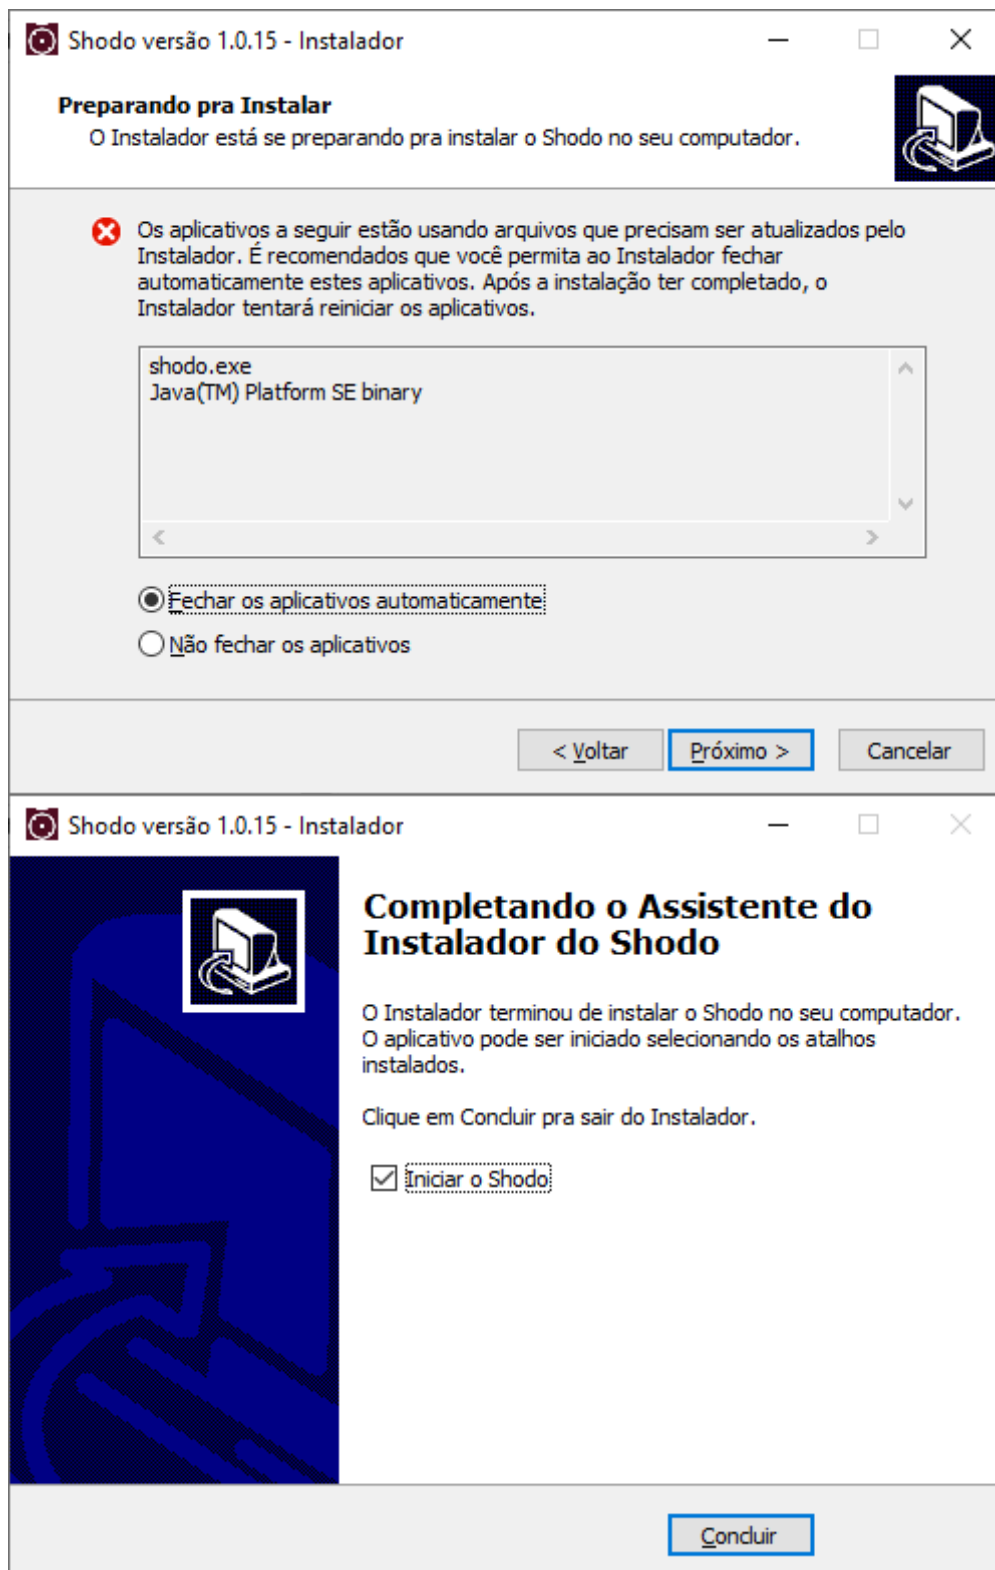 Shodo versão 1.0.15 - Instalador
Preparando pra Instalar
O Instalador está se preparando pra instalar o Shodo no seu computador.
Os aplicativos a seguir estão usando arquivos que precisam ser atualizados pelo
Instalador. É recomendados que você permita ao Instalador fechar
automaticamente estes aplicativos. Após a instalação ter completado, o
Instalador tentará reiniciar os aplicativos.
shodo.exe
Java(TM) Platform SE binary
Fechar os aplicativos automaticamente
Não fechar os aplicativos
< Voltar
Próximo >
Cancelar
Shodo versão 1.0.15 - Instalador
Completando o Assistente do
Instalador do Shodo
O Instalador terminou de instalar o Shodo no seu computador.
O aplicativo pode ser iniciado selecionando os atalhos
instalados.
Clique em Concluir pra sair do Instalador.
Iniciar o Shodo
Concluir